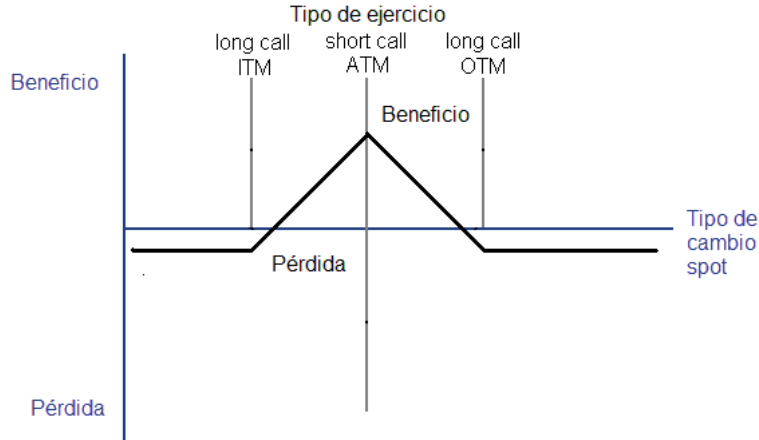 Tipo de ejercicio
long call
ITM
short call
ATM
long call
OTM
Beneficio
Beneficio
Tipo de
cambio
spot
Pérdida
Pérdida